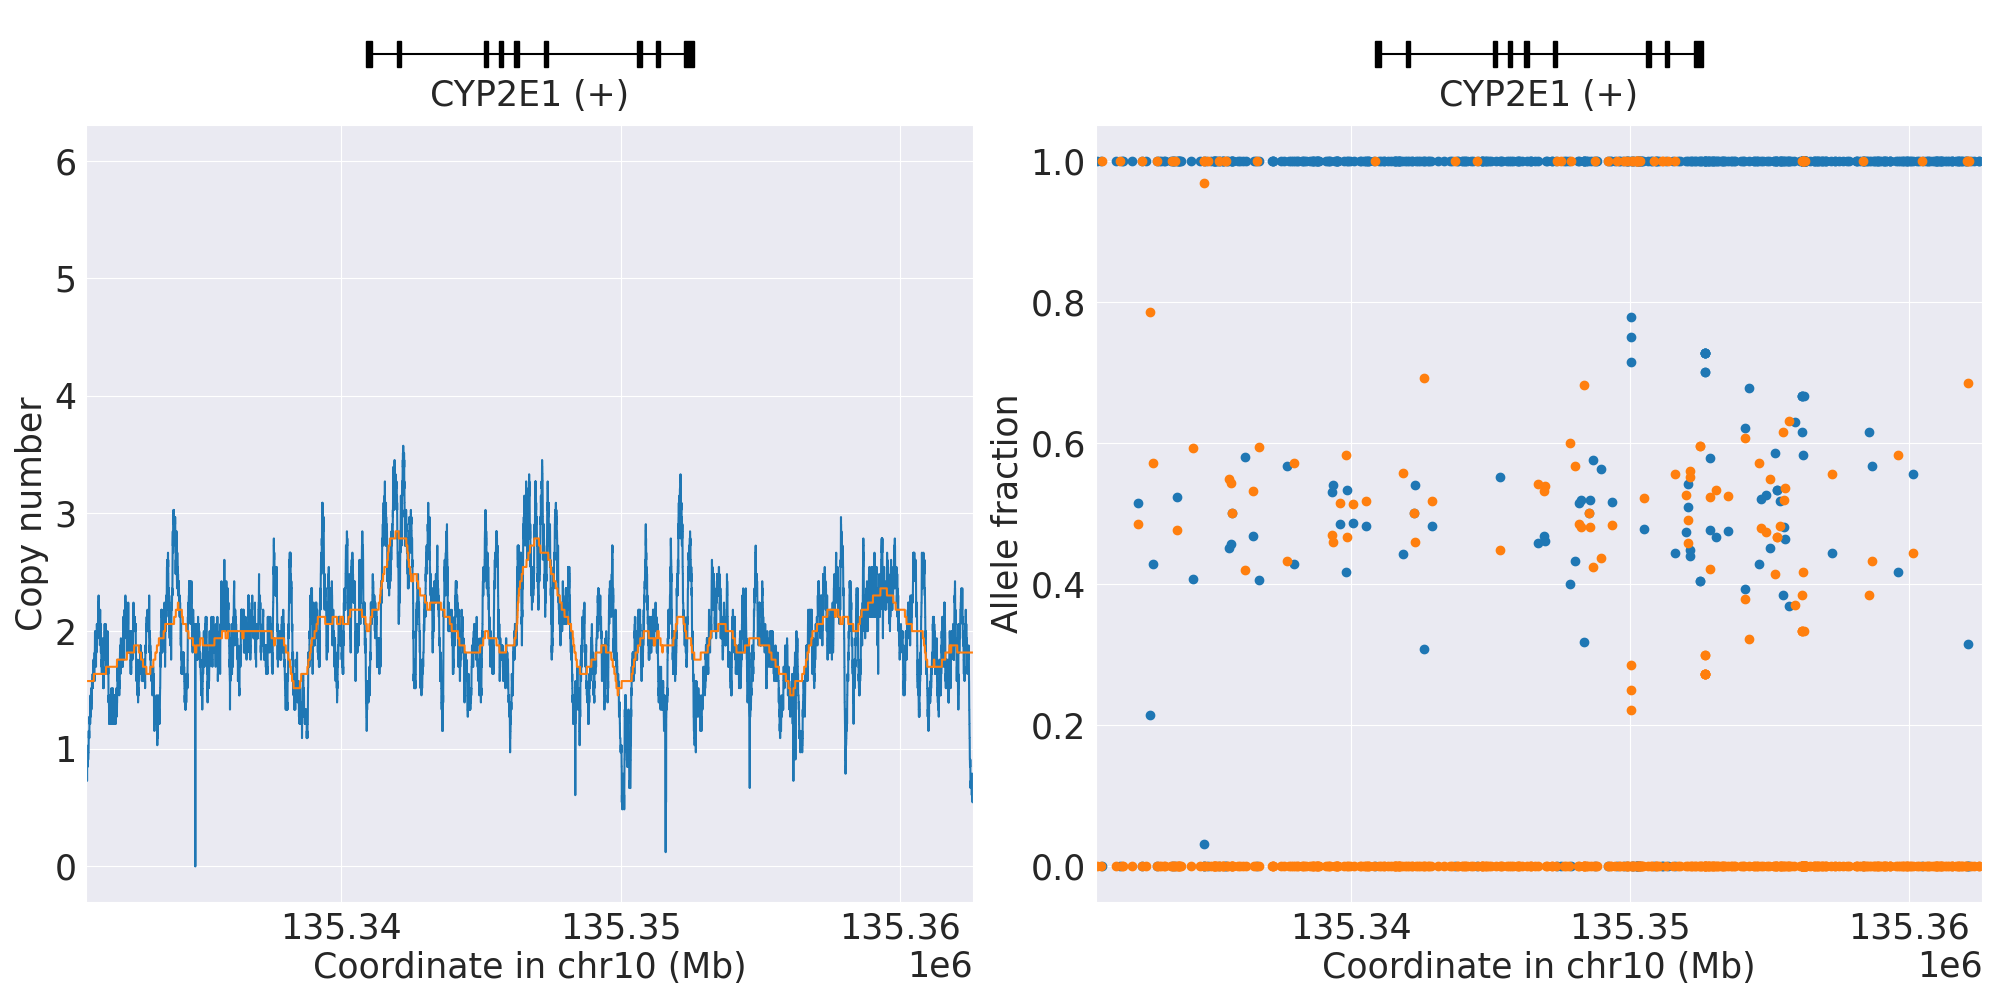 CYP2E1 (+)
6
5
4
3
2
1
0
Copy number
135.34
135.35
135.36
Coordinate in chr10 (Mb)
1e6
CYP2E1 (+)
1.0
0.8
0.6
0.4
0.2
0.0
Allele fraction
135.34
135.35
135.36
Coordinate in chr10 (Mb)
1e6